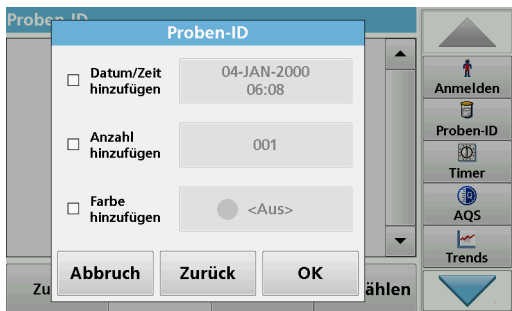 Proben-ID
Proben-ID
Datum/Zeit
hinzufügen
04-JAN-2000
06:08
Anzahl
hinzufügen
001
Farbe
hinzufügen
<Aus>
Abbruch
Zurück
OK
Zu
ählen
Anmelden
Proben-ID
Timer
AQS
Trends